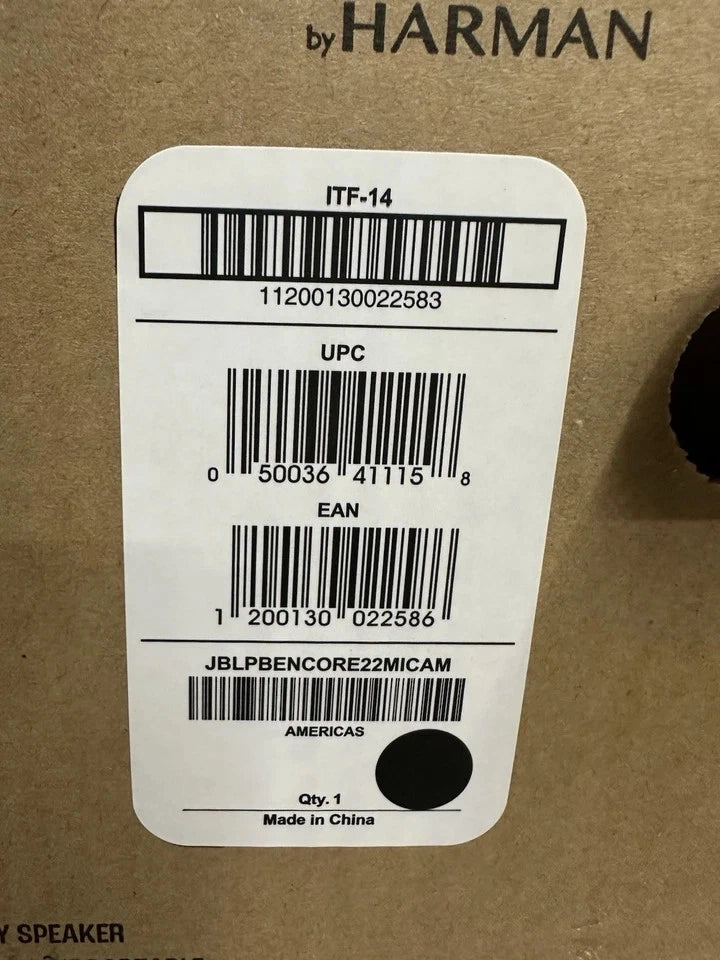 by HARMAN
ITF-14
11200130022583
UPC
0 50036 41115 8
EAN
1 200130 022586
JBLPBENCORE22MICAM
AMERICAS
Qty. 1
Made in China
Y SPEAKER